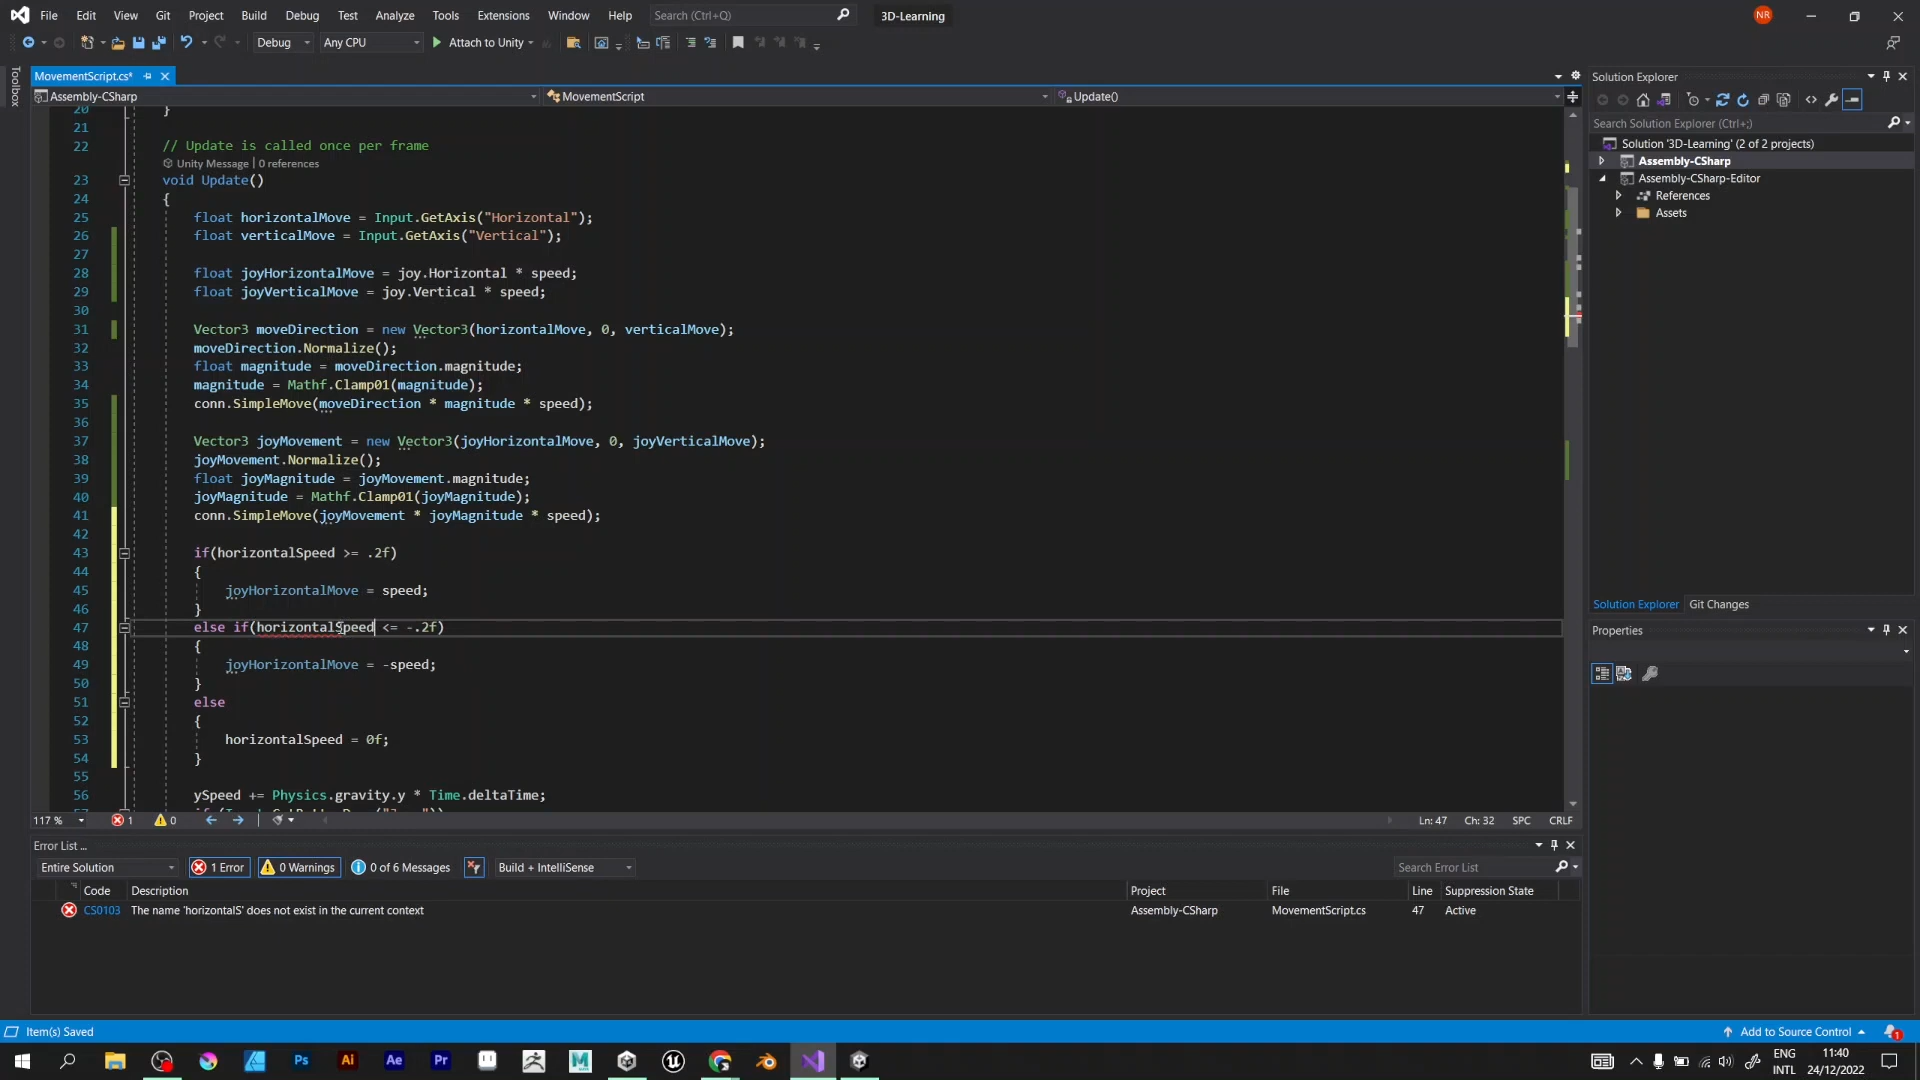 File Edit View Git Project Build Debug Test Analyze Tools Extensions Window Help Search (Ctrl+Q) 3D-Learning NR
Debug Any CPU Attach to Unity
Toolbox
MovementScript.cs*
Assembly-CSharp MovementScript Update()
20 }
21
22 // Update is called once per frame
Unity Message | 0 references
23 void Update()
24 {
25 float horizontalMove = Input.GetAxis("Horizontal");
26 float verticalMove = Input.GetAxis("Vertical");
27
28 float joyHorizontalMove = joy.Horizontal * speed;
29 float joyVerticalMove = joy.Vertical * speed;
30
31 Vector3 moveDirection = new Vector3(horizontalMove, 0, verticalMove);
32 moveDirection.Normalize();
33 float magnitude = moveDirection.magnitude;
34 magnitude = Mathf.Clamp01(magnitude);
35 conn.SimpleMove(moveDirection * magnitude * speed);
36
37 Vector3 joyMovement = new Vector3(joyHorizontalMove, 0, joyVerticalMove);
38 joyMovement.Normalize();
39 float joyMagnitude = joyMovement.magnitude;
40 joyMagnitude = Mathf.Clamp01(joyMagnitude);
41 conn.SimpleMove(joyMovement * joyMagnitude * speed);
42
43 if(horizontalSpeed >= .2f)
44 {
45 joyHorizontalMove = speed;
46 }
47 else if(horizontalSpeed <= -.2f)
48 {
49 joyHorizontalMove = -speed;
50 }
51 else
52 {
53 horizontalSpeed = 0f;
54 }
55
56 ySpeed += Physics.gravity.y * Time.deltaTime;
117 % 1 0 Ln: 47 Ch: 32 SPC CRLF
Error List ...
Entire Solution 1 Error 0 Warnings 0 of 6 Messages Build + IntelliSense Search Error List
Code Description Project File Line Suppression State
CS0103 The name 'horizontalS' does not exist in the current context Assembly-CSharp MovementScript.cs 47 Active
Solution Explorer
Search Solution Explorer (Ctrl+;)
Solution '3D-Learning' (2 of 2 projects)
Assembly-CSharp
Assembly-CSharp-Editor
References
Assets
Solution Explorer Git Changes
Properties
Item(s) Saved Add to Source Control 1
Ps Ai Ae Pr
ENG
INTL
11:40
24/12/2022